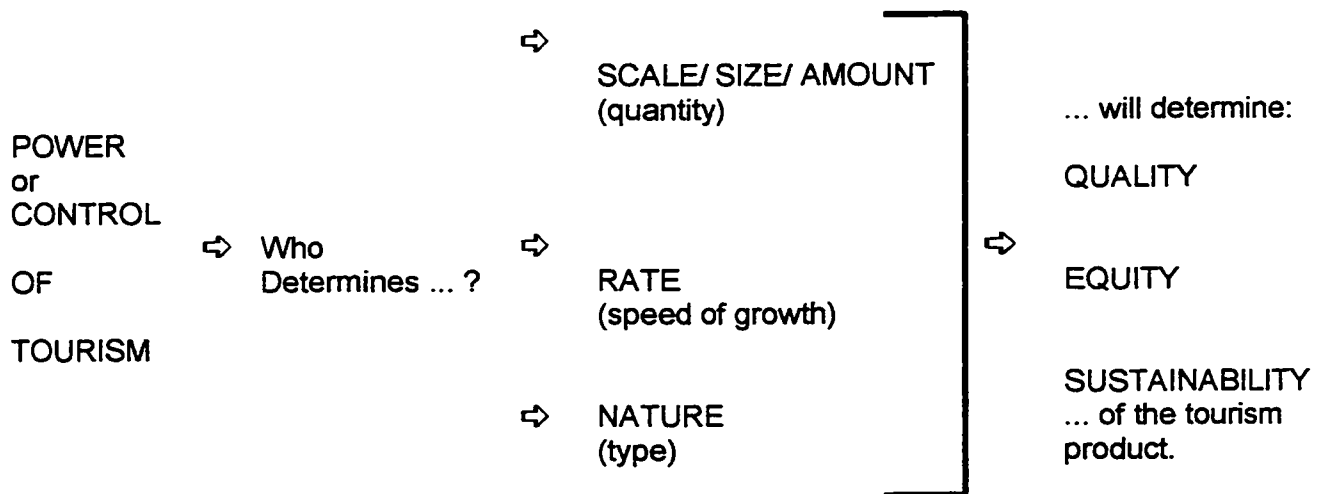 POWER
or
CONTROL
OF
TOURISM
⇨ Who
Determines ... ?
⇨
SCALE/ SIZE/ AMOUNT
(quantity)
⇨
RATE
(speed of growth)
⇨ NATURE
(type)
⇨
... will determine:
QUALITY
EQUITY
SUSTAINABILITY
... of the tourism
product.